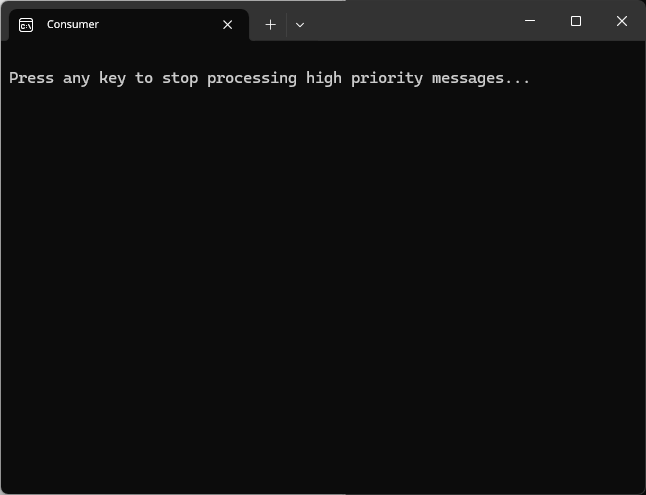 Consumer
Press any key to stop processing high priority messages...